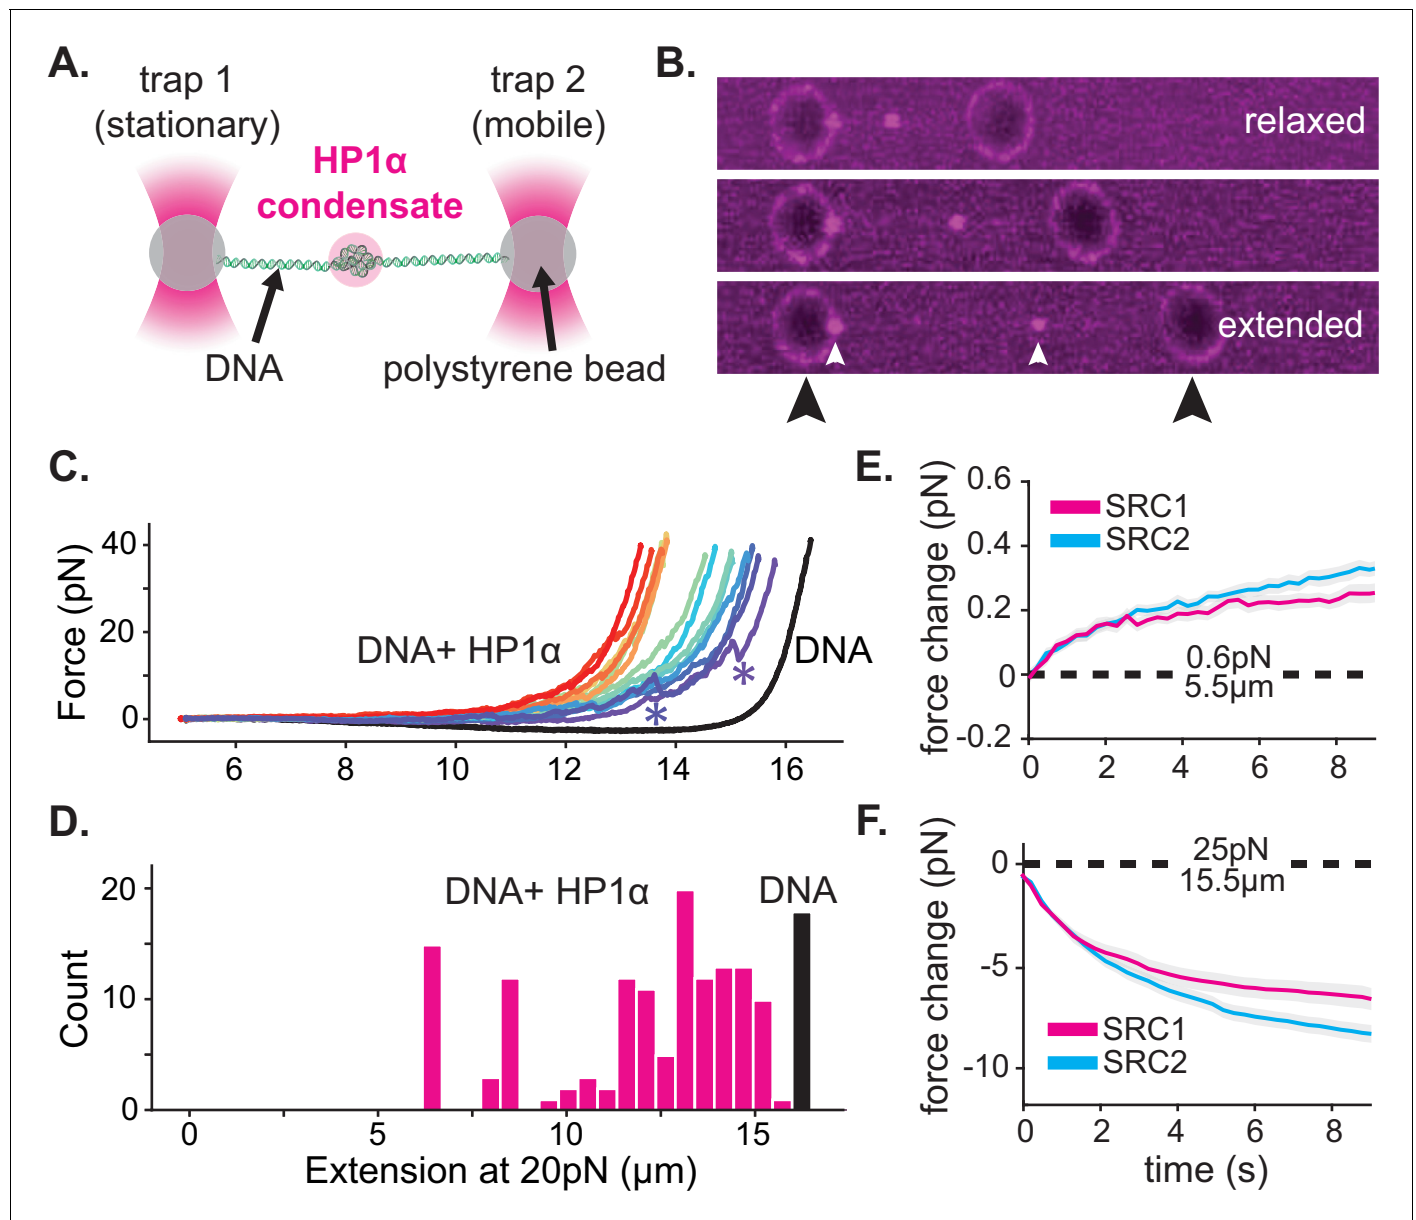 A.
trap 1
(stationary)
trap 2
(mobile)
HP1α
condensate
DNA
polystyrene bead
B.
relaxed
extended
C.
Force (pN)
40
20
0
DNA+ HP1α
DNA
*
*
6 8 10 12 14 16
D.
Count
20
10
0
DNA+ HP1α
DNA
0 5 10 15
Extension at 20pN (μm)
E.
force change (pN)
0.6
0.4
0.2
0
-0.2
SRC1
SRC2
0.6pN
5.5μm
0 2 4 6 8
F.
force change (pN)
0
-5
-10
25pN
15.5μm
SRC1
SRC2
0 2 4 6 8
time (s)